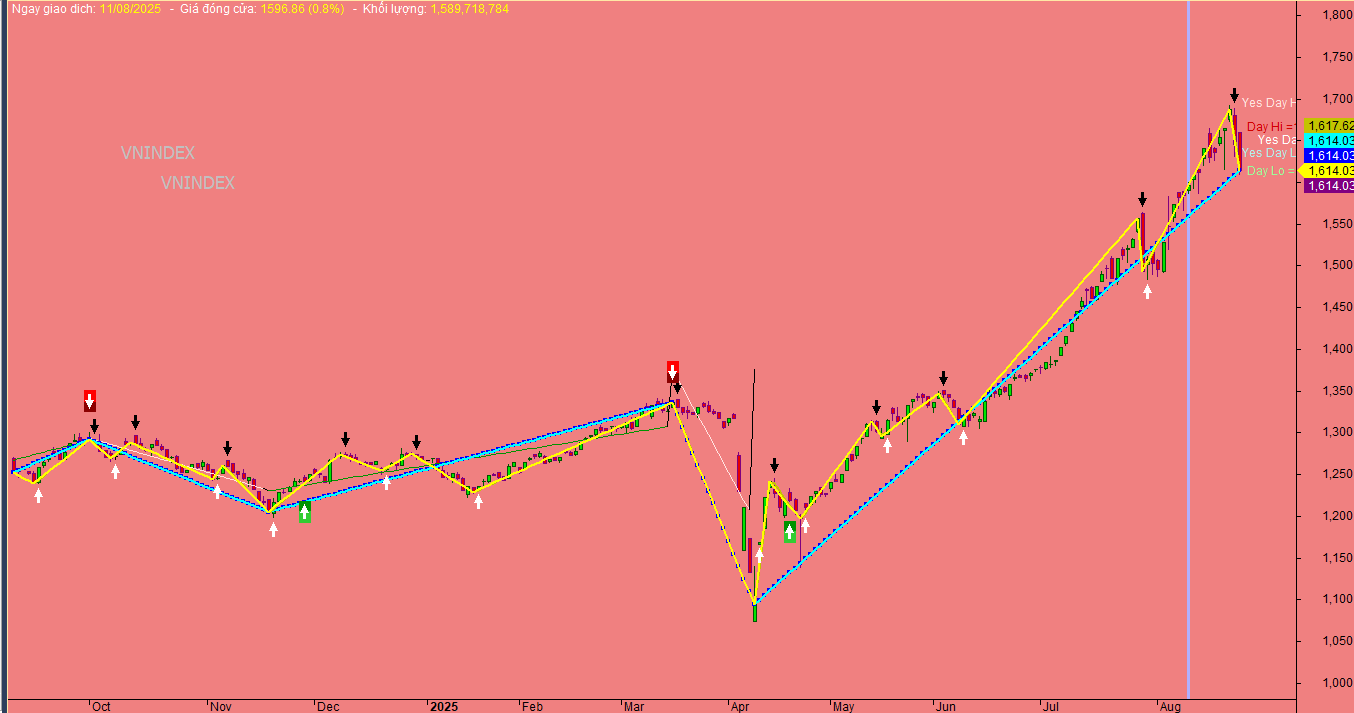 Ngay giao dich: 11/08/2025 - Giá đóng cửa: 1596.86 (0.8%) - Khối lượng: 1,589,718,784
1,800
1,750
1,700
Yes Day H
Day Hi =
1,617.62
Yes Da
1,614.03
VNINDEX
Yes Day L
1,614.03
Day Lo =
1,614.03
VNINDEX
1,614.03
1,550
1,500
1,450
1,400
1,350
1,300
1,250
1,200
1,150
1,100
1,050
1,000
Oct Nov Dec 2025 Feb Mar Apr May Jun Jul Aug